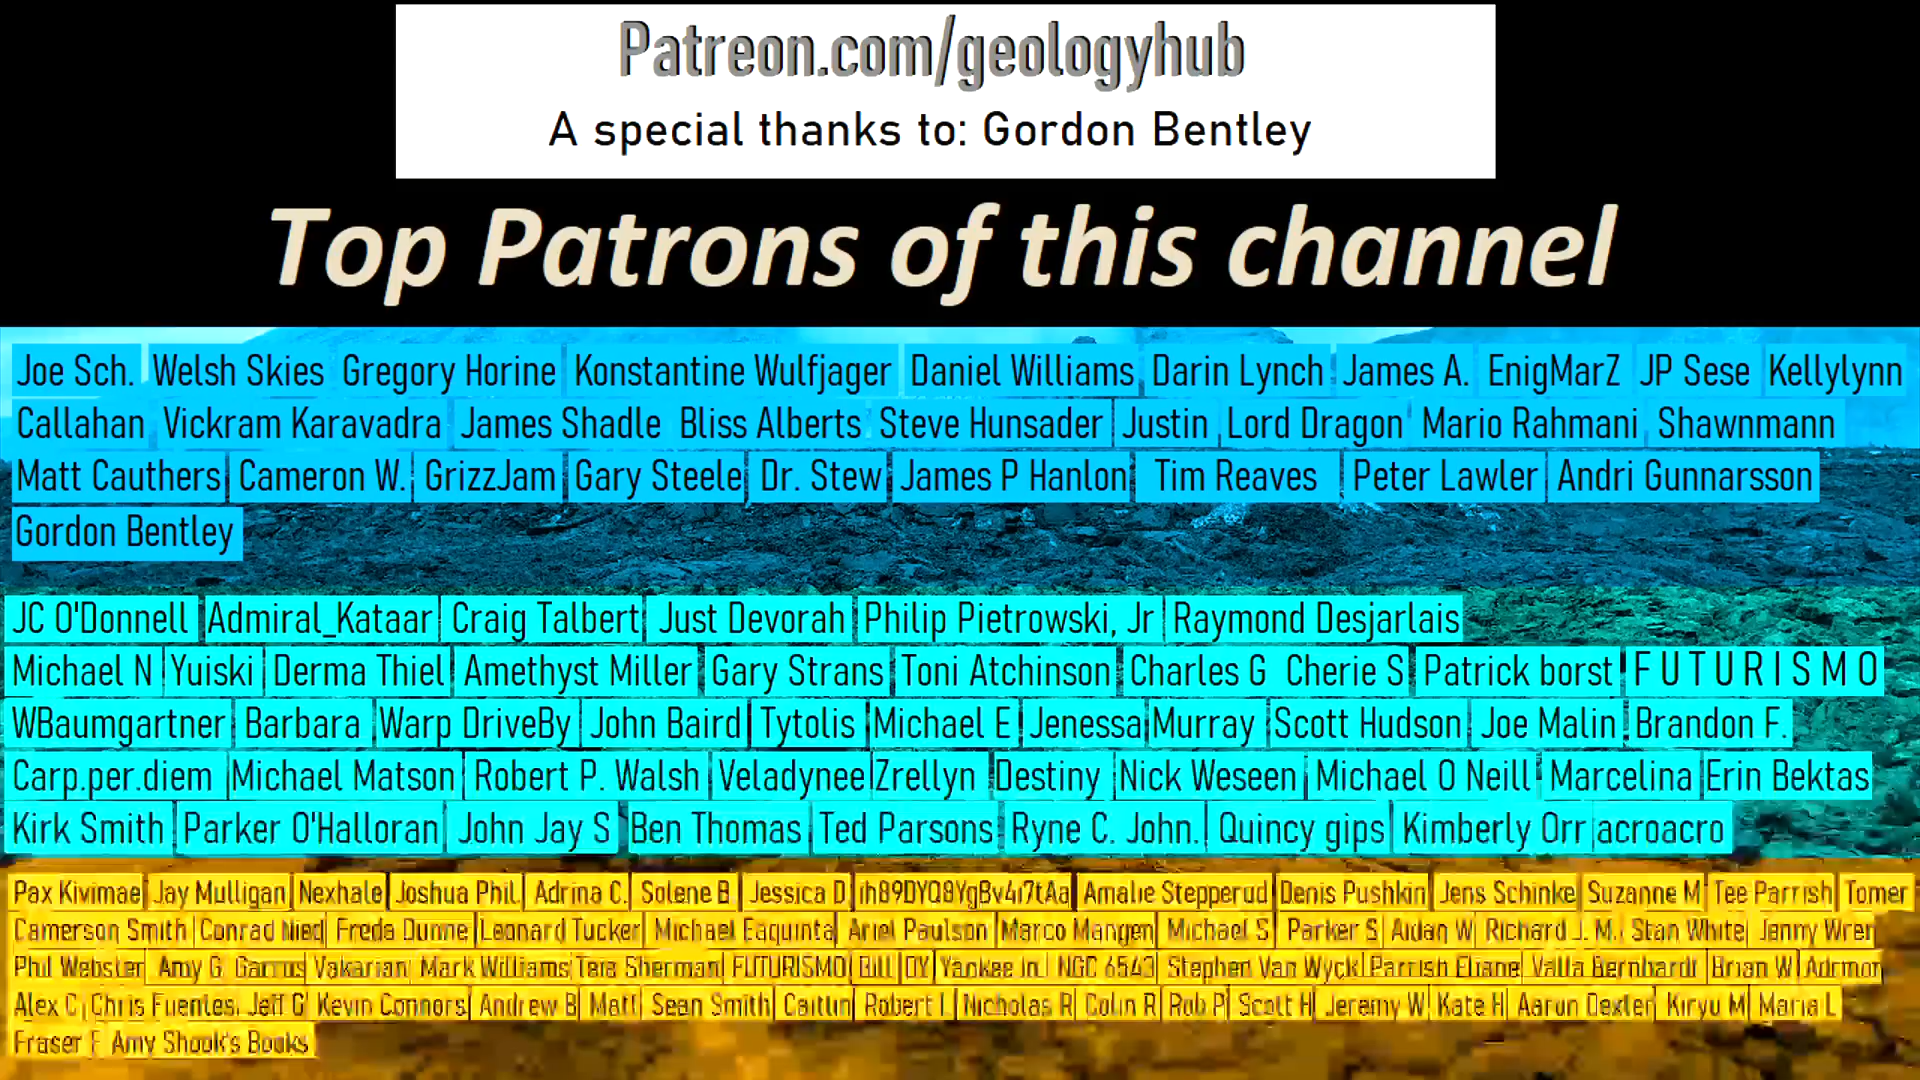 Patreon.com/geologyhub
A special thanks to: Gordon Bentley
Top Patrons of this channel
Joe Sch. Welsh Skies Gregory Horine Konstantine Wulfjager Daniel Williams Darin Lynch James A. EnigMarZ JP Sese Kellylynn
Callahan Vickram Karavadra James Shadle Bliss Alberts Steve Hunsader Justin Lord Dragon Mario Rahmani Shawnmann
Matt Cauthers Cameron W. GrizzJam Gary Steele Dr. Stew James P Hanlon Tim Reaves Peter Lawler Andri Gunnarsson
Gordon Bentley
JC O'Donnell Admiral_Kataar Craig Talbert Just Devorah Philip Pietrowski, Jr Raymond Desjarlais
Michael N Yuiski Derma Thiel Amethyst Miller Gary Strans Toni Atchinson Charles G Cherie S Patrick borst F U T U R I S M O
WBaumgartner Barbara Warp DriveBy John Baird Tytolis Michael E Jenessa Murray Scott Hudson Joe Malin Brandon F.
Carp.per.diem Michael Matson Robert P. Walsh Veladynee Zrellyn Destiny Nick Weseen Michael O Neill Marcelina Erin Bektas
Kirk Smith Parker O'Halloran John Jay S Ben Thomas Ted Parsons Ryne C. John. Quincy gips Kimberly Orr acroacro
Pax Kivimae Jay Mulligan Nexhale Joshua Phil. Adrina C. Solene B Jessica D Amalie Stepperud Denis Pushkin Jens Schinke Suzanne M Tee Parrish Tomer
Camerson Smith Conrad Freda Dunne Leonard Tucker Michael Esquinta Ariel Paulson Marco Mangen Michael S Parker S Aidan W Richard J. M. Stan White Jenny Wren
Phil Webster Amy G. Garrus Vakarian Mark Williams Tera Sherman FUTURISMO Bill Yankee in NGC 6543 Stephen Van Wyck Parrish Eliane Valla Bernhardt Brian W
Alex C, Chris Fuentes, Jeff G Kevin Connors Andrew B Matt Sean Smith Caitlin Robert L Nicholas R Colin R Rob P Scott H Jeremy W Kate H Aarun Dexter Kiryu M Maria L
Fraser F Amy Shook's Books